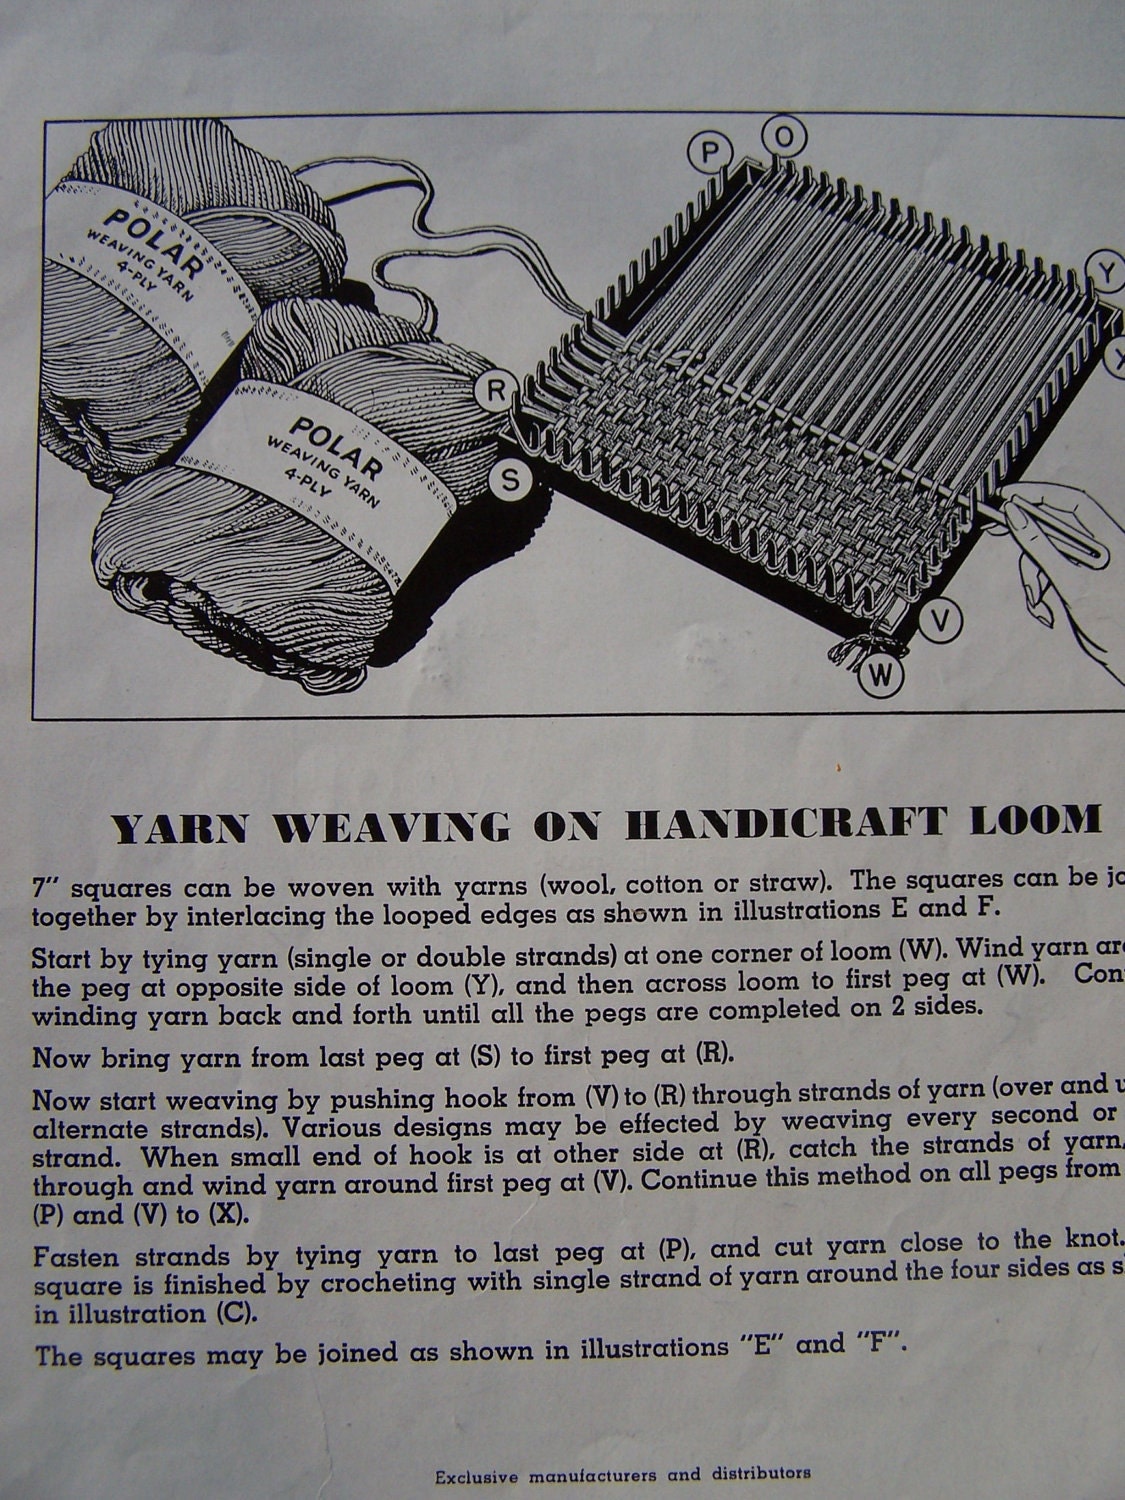 P
O
POLAR
WEAVING YARN
4-PLY
Y
X
R
POLAR
WEAVING YARN
4-PLY
S
V
W
YARN WEAVING ON HANDICRAFT LOOM
7" squares can be woven with yarns (wool, cotton or straw). The squares can be
together by interlacing the looped edges as shown in illustrations E and F.
Start by tying yarn (single or double strands) at one corner of loom (W). Wind yarn
the peg at opposite side of loom (Y), and then across loom to first peg at (W).
winding yarn back and forth until all the pegs are completed on 2 sides.
Now bring yarn from last peg at (S) to first peg at (R).
Now start weaving by pushing hook from (V) to (R) through strands of yarn (over and
alternate strands). Various designs may be effected by weaving every second or
strand. When small end of hook is at other side at (R), catch the strands of yarn,
through and wind yarn around first peg at (V). Continue this method on all pegs from
(P) and (V) to (X).
Fasten strands by tying yarn to last peg at (P), and cut yarn close to the knot.
square is finished by crocheting with single strand of yarn around the four sides as
in illustration (C).
The squares may be joined as shown in illustrations "E" and "F".
Exclusive manufacturers and distributors